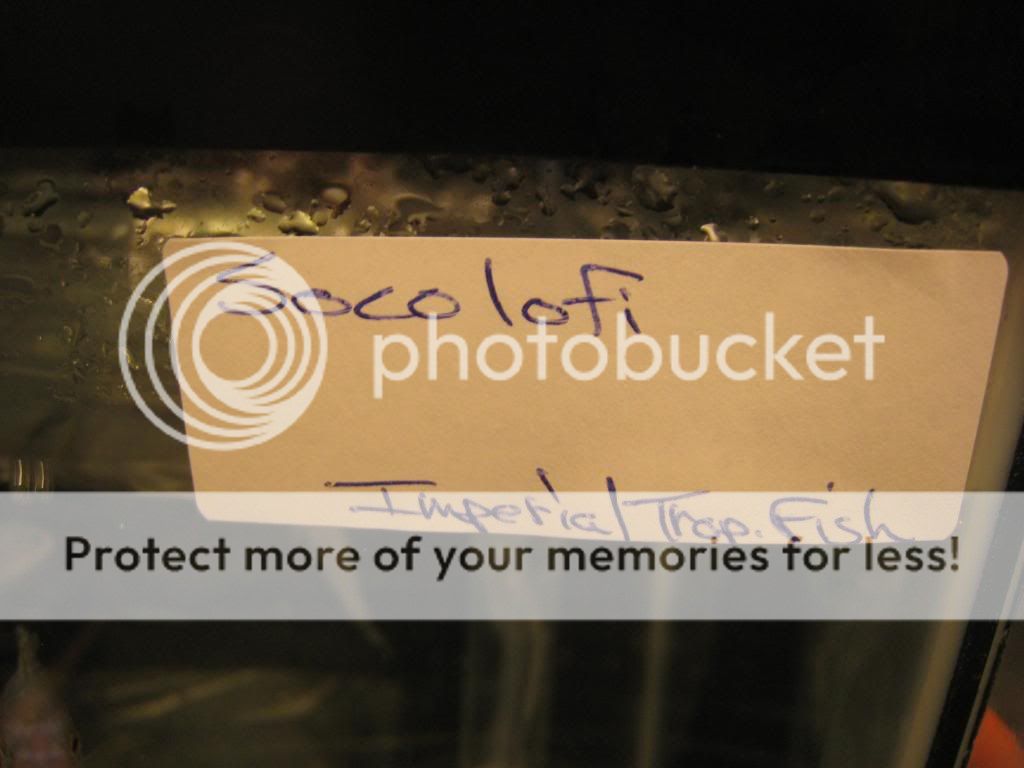 Socolofi
photobucket
Imperial Trop. Fish
Protect more of your memories for less!